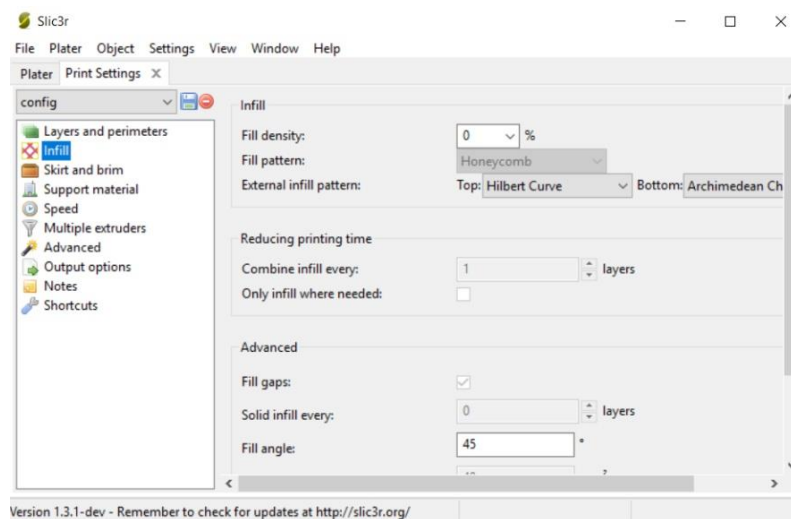 Slic3r
File Plater Object Settings View Window Help
Plater Print Settings
config
Layers and perimeters
Infill
Skirt and brim
Support material
Speed
Multiple extruders
Advanced
Output options
Notes
Shortcuts
Infill
Fill density: 0 %
Fill pattern: Honeycomb
External infill pattern: Top: Hilbert Curve Bottom: Archimedean Ch
Reducing printing time
Combine infill every: 1 layers
Only infill where needed:
Advanced
Fill gaps:
Solid infill every: 0 layers
Fill angle: 45 °
Version 1.3.1-dev - Remember to check for updates at http://slic3r.org/